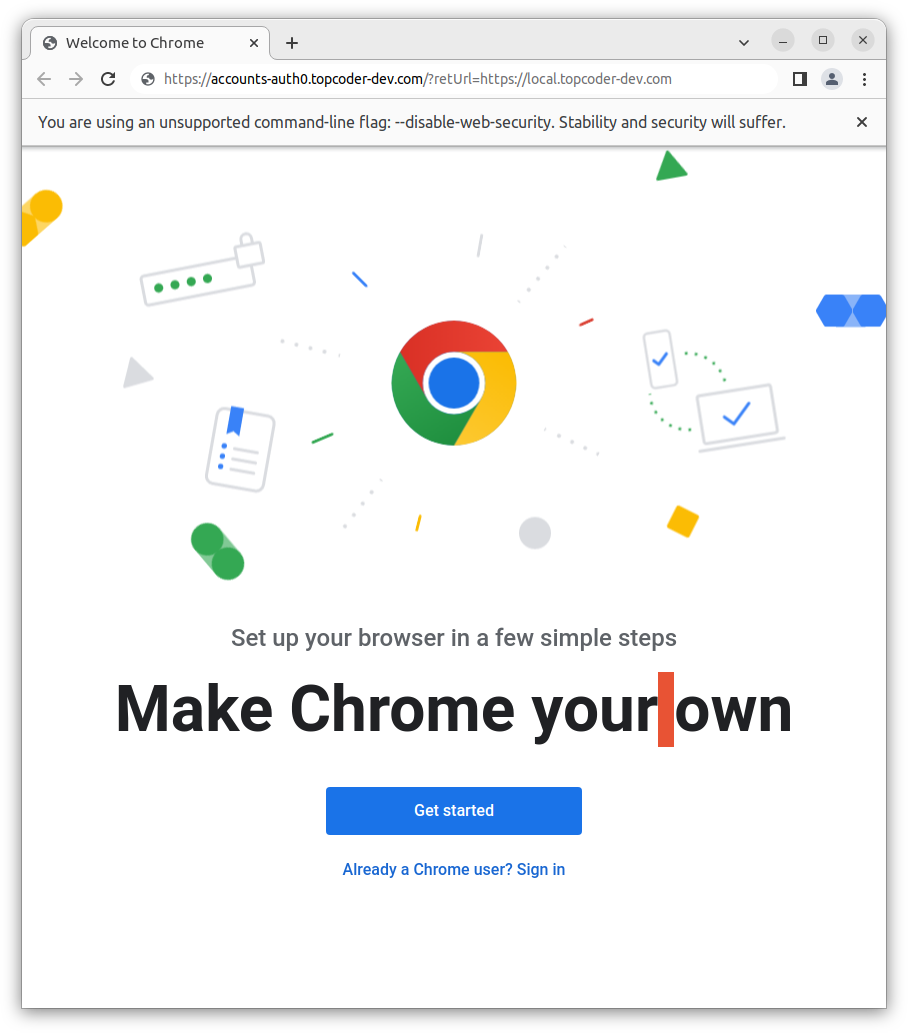 Welcome to Chrome
https://accounts-auth0.topcoder-dev.com/?retUrl=https://local.topcoder-dev.com
You are using an unsupported command-line flag: --disable-web-security. Stability and security will suffer.
Set up your browser in a few simple steps
Make Chrome your own
Get started
Already a Chrome user? Sign in